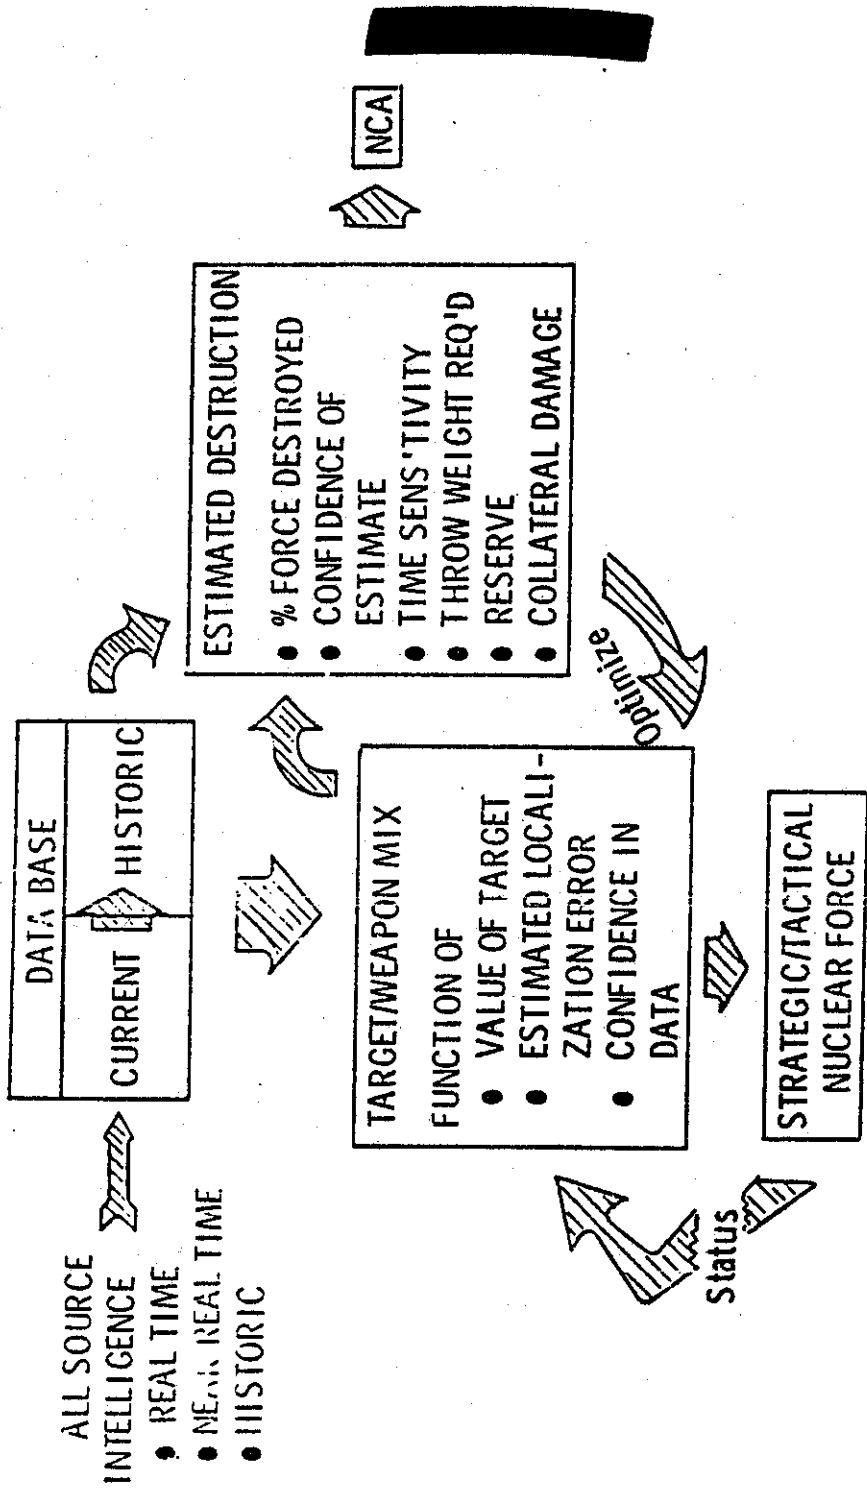 ALL SOURCE
INTELLIGENCE
● REAL TIME
● NEAR REAL TIME
● HISTORIC
DATA BASE
CURRENT
HISTORIC
TARGET/WEAPON MIX
FUNCTION OF
● VALUE OF TARGET
● ESTIMATED LOCALI-
ZATION ERROR
● CONFIDENCE IN
DATA
ESTIMATED DESTRUCTION
● % FORCE DESTROYED
● CONFIDENCE OF
ESTIMATE
● TIME SENS'TIVITY
● THROW WEIGHT REQ'D
● RESERVE
● COLLATERAL DAMAGE
NCA
Optimize
Status
STRATEGIC/TACTICAL
NUCLEAR FORCE